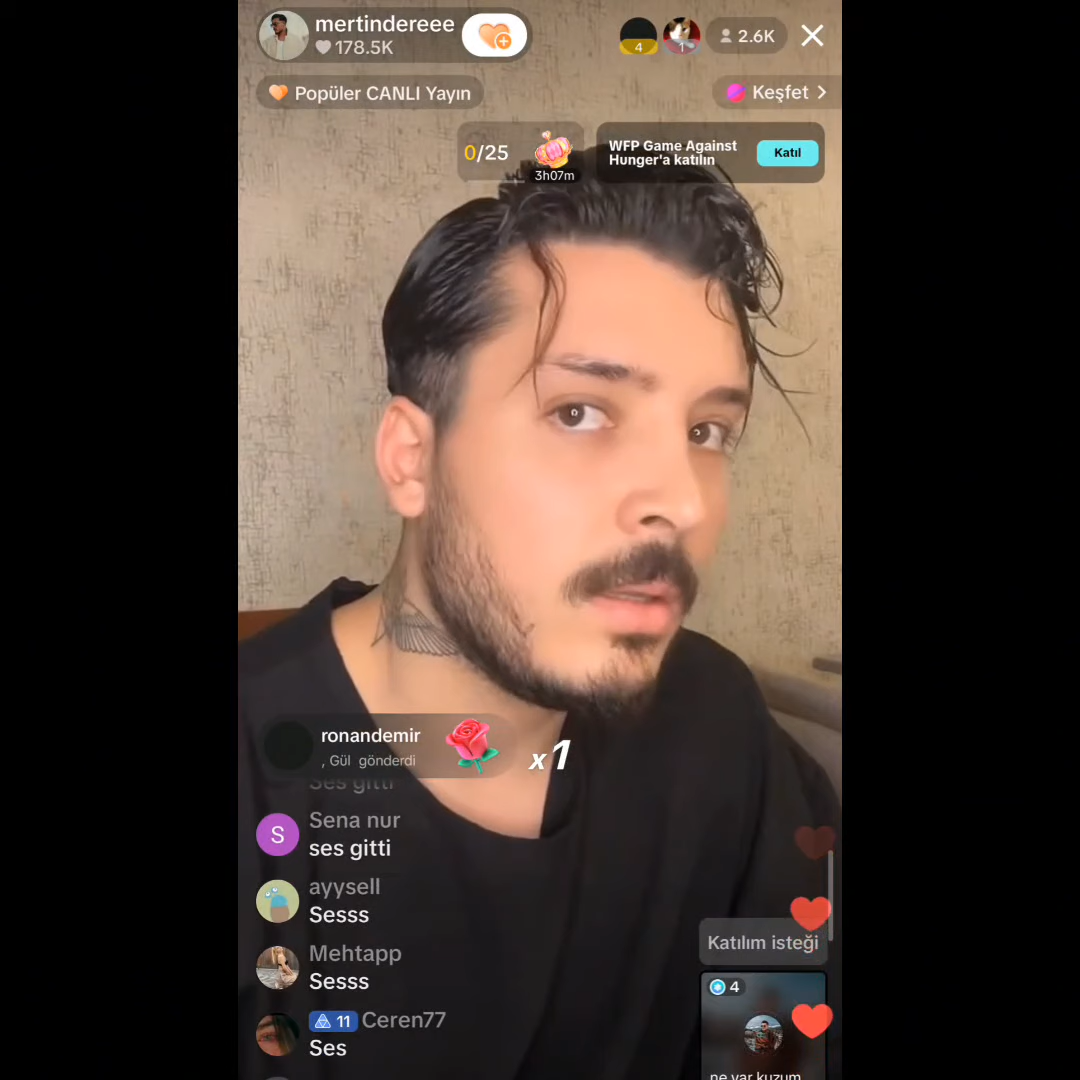 mertindereee
178.5K
4
1
2.6K
Popüler CANLI Yayın
Keşfet
0/25
3h07m
WFP Game Against
Hunger'a katılın
Katıl
ronandemir
, Gül gönderdi
x1
Ses gitti
S
Sena nur
ses gitti
ayysell
Sesss
Mehtapp
Sesss
11 Ceren77
Ses
Katılım isteği
4
ne var kuzum